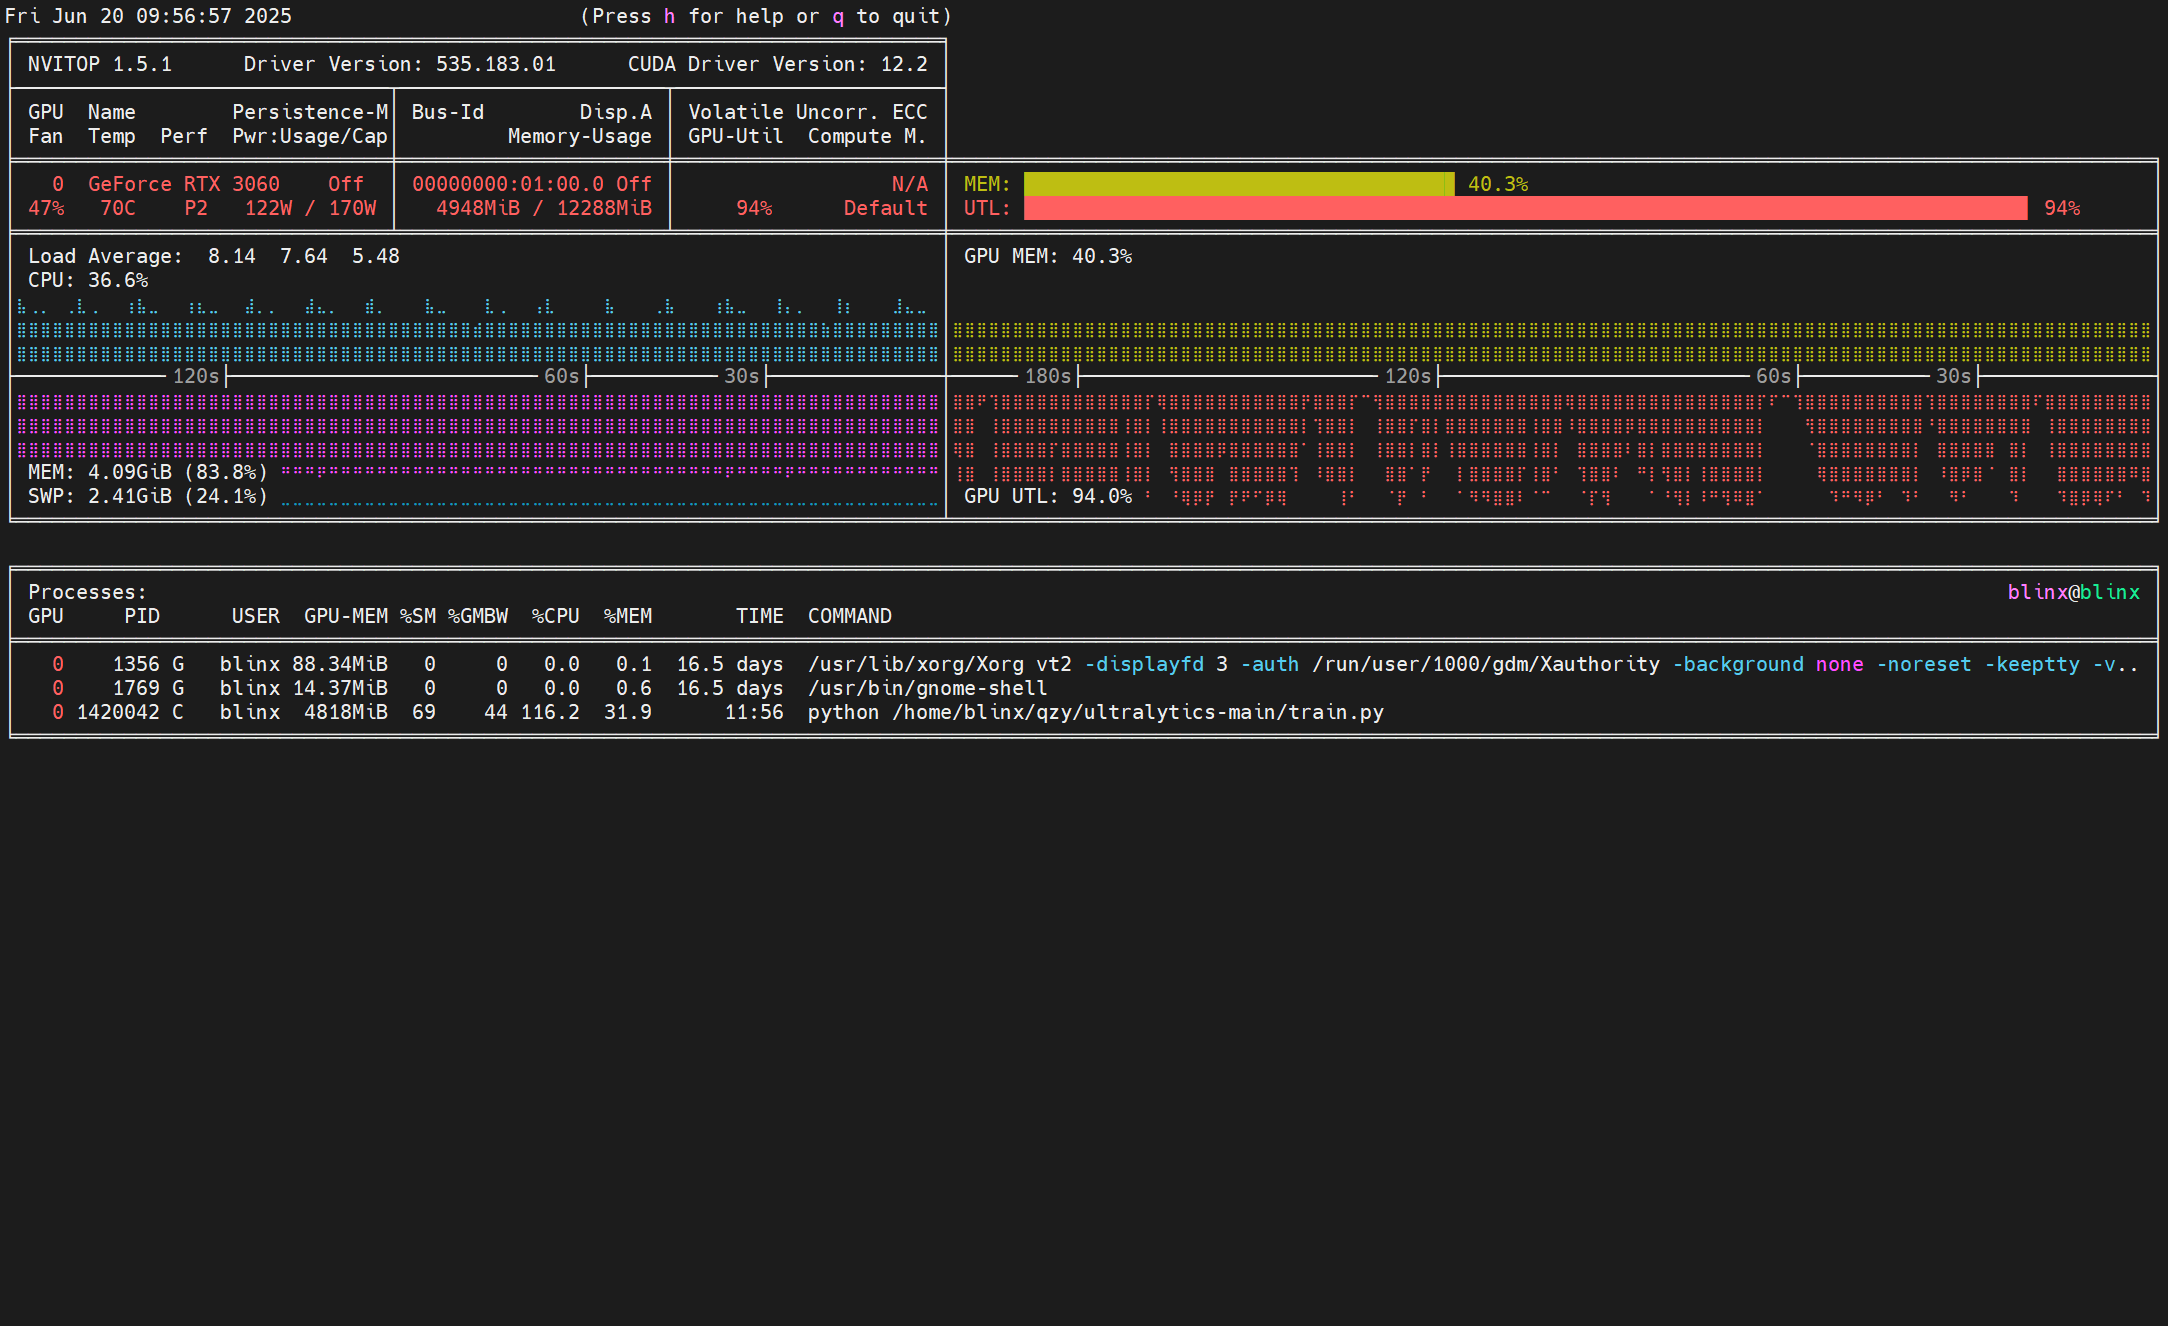 Fri Jun 20 09:56:57 2025 (Press h for help or q to quit)
NVITOP 1.5.1 Driver Version: 535.183.01 CUDA Driver Version: 12.2
GPU Name Persistence-M Bus-Id Disp.A Volatile Uncorr. ECC
Fan Temp Perf Pwr:Usage/Cap Memory-Usage GPU-Util Compute M.
0 GeForce RTX 3060 Off 00000000:01:00.0 Off N/A MEM: 40.3%
47% 70C P2 122W / 170W 4948MiB / 12288MiB 94% Default UTL: 94%
Load Average: 8.14 7.64 5.48 GPU MEM: 40.3%
CPU: 36.6%
120s 60s 30s 180s 120s 60s 30s
MEM: 4.09GiB (83.8%)
SWP: 2.41GiB (24.1%) GPU UTL: 94.0%
Processes: blinx@blinx
GPU PID USER GPU-MEM %SM %GMBW %CPU %MEM TIME COMMAND
0 1356 G blinx 88.34MiB 0 0 0.0 0.1 16.5 days /usr/lib/xorg/Xorg vt2 -displayfd 3 -auth /run/user/1000/gdm/Xauthority -background none -noreset -keeptty -v..
0 1769 G blinx 14.37MiB 0 0 0.0 0.6 16.5 days /usr/bin/gnome-shell
0 1420042 C blinx 4818MiB 69 44 116.2 31.9 11:56 python /home/blinx/qzy/ultralytics-main/train.py